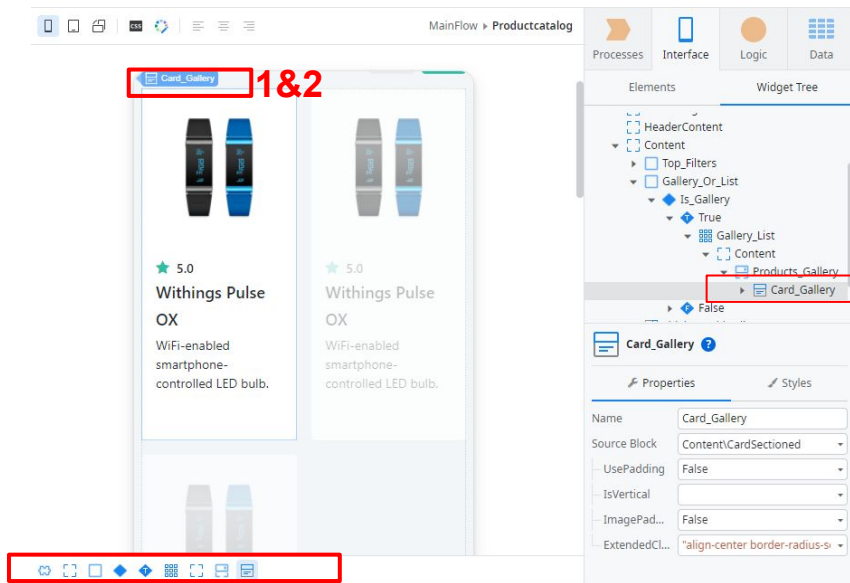 CSS
MainFlow ▸ Productcatalog
Processes
Interface
Logic
Data
Elements
Widget Tree
HeaderContent
Content
Top_Filters
Gallery_Or_List
Is_Gallery
True
Gallery_List
Content
Products_Gallery
Card_Gallery
False
Card_Gallery
1&2
5.0
Withings Pulse
OX
WiFi-enabled
smartphone-
controlled LED bulb.
5.0
Withings Pulse
OX
WiFi-enabled
smartphone-
controlled LED bulb.
Card_Gallery ?
Properties
Styles
Name
Card_Gallery
Source Block
Content\CardSectioned
UsePadding
False
IsVertical
ImagePad...
False
ExtendedCl...
"align-center border-radius-s